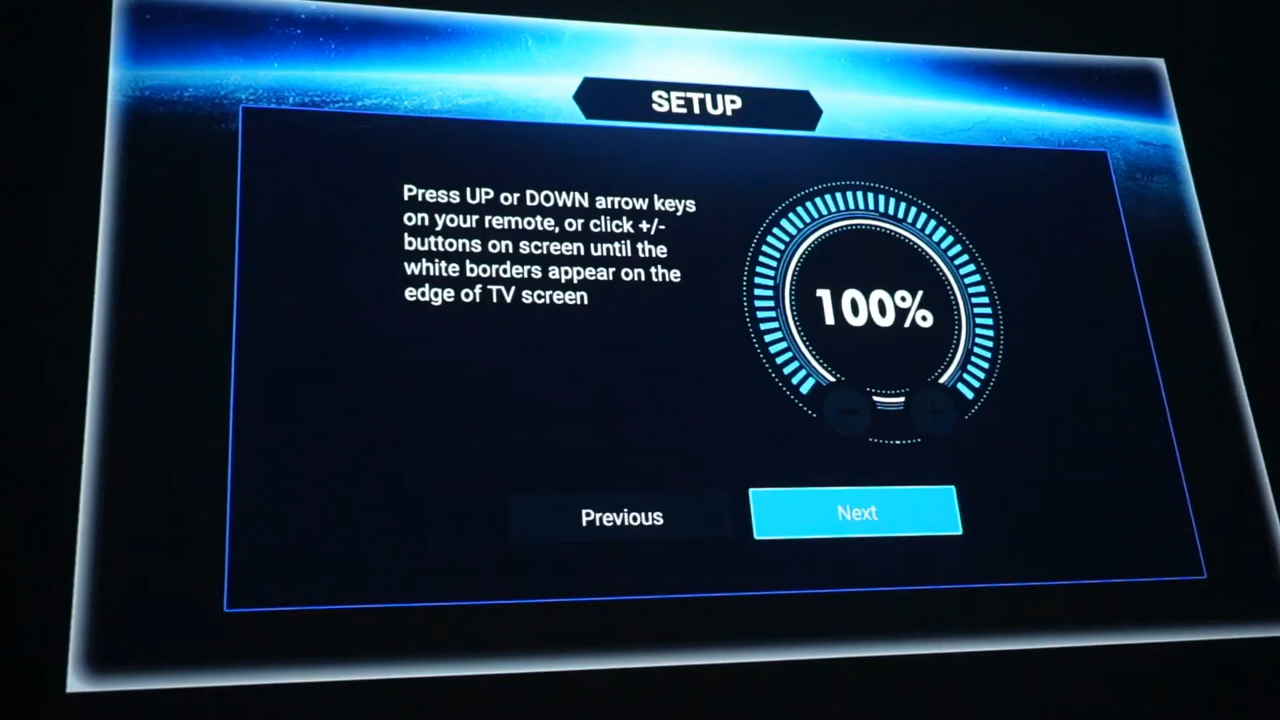 SETUP
Press UP or DOWN arrow keys
on your remote, or click +/-
buttons on screen until the
white borders appear on the
edge of TV screen
100%
- +
Previous
Next